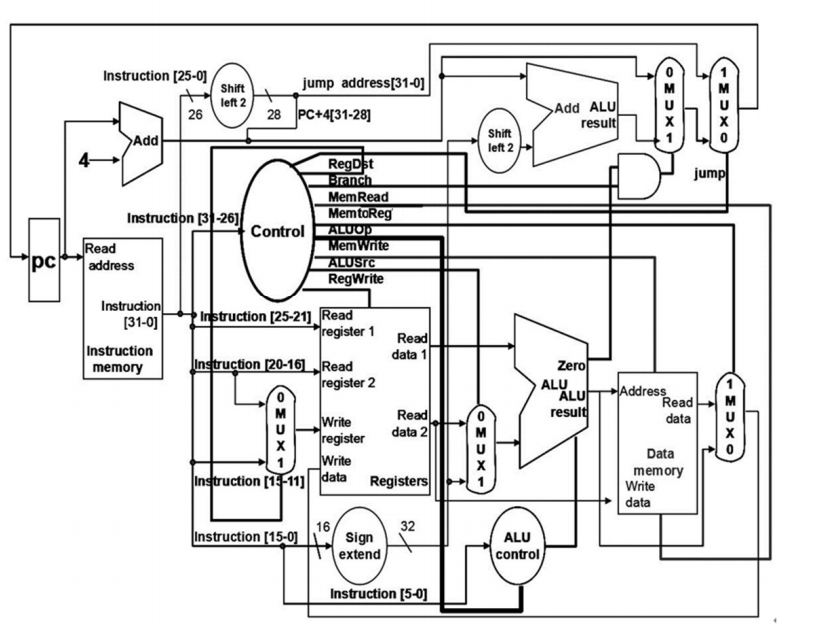 Instruction [25-0]
Shift
left 2
26
28
jump address[31-0]
PC+4[31-28]
Add
4
Add
ALU
result
Shift
left 2
0
M
U
X
1
1
M
U
X
0
jump
RegDst
Branch
MemRead
MemtoReg
ALUOp
MemWrite
ALUSrc
RegWrite
Instruction [31-26]
Control
pc
Read
address
Instruction
[31-0]
Instruction
memory
Instruction [25-21]
Instruction [20-16]
Instruction [15-11]
Instruction [15-0]
0
M
U
X
1
Read
register 1
Read
register 2
Write
register
Write
data
Read
data 1
Read
data 2
Registers
0
M
U
X
1
Zero
ALU
ALU
result
Address
Read
data
Data
memory
Write
data
1
M
U
X
0
16
Sign
extend
32
ALU
control
Instruction [5-0]